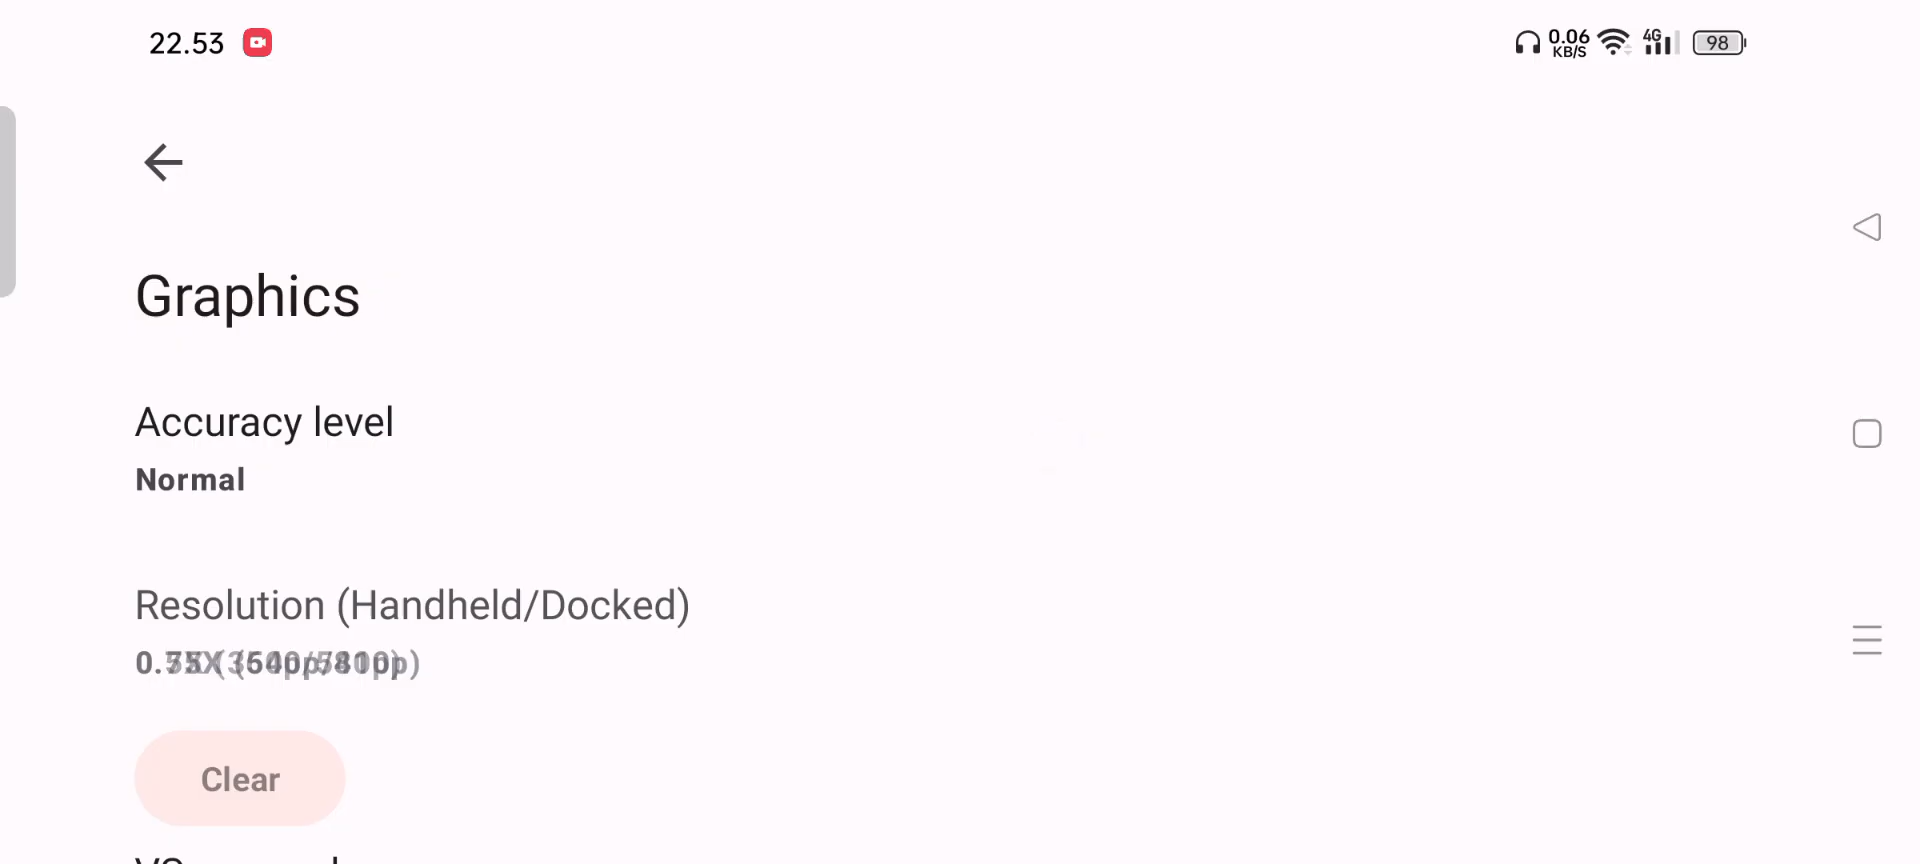 22.53
0.06 KB/S 4G 98
Graphics
Accuracy level
Normal
Resolution (Handheld/Docked)
Clear